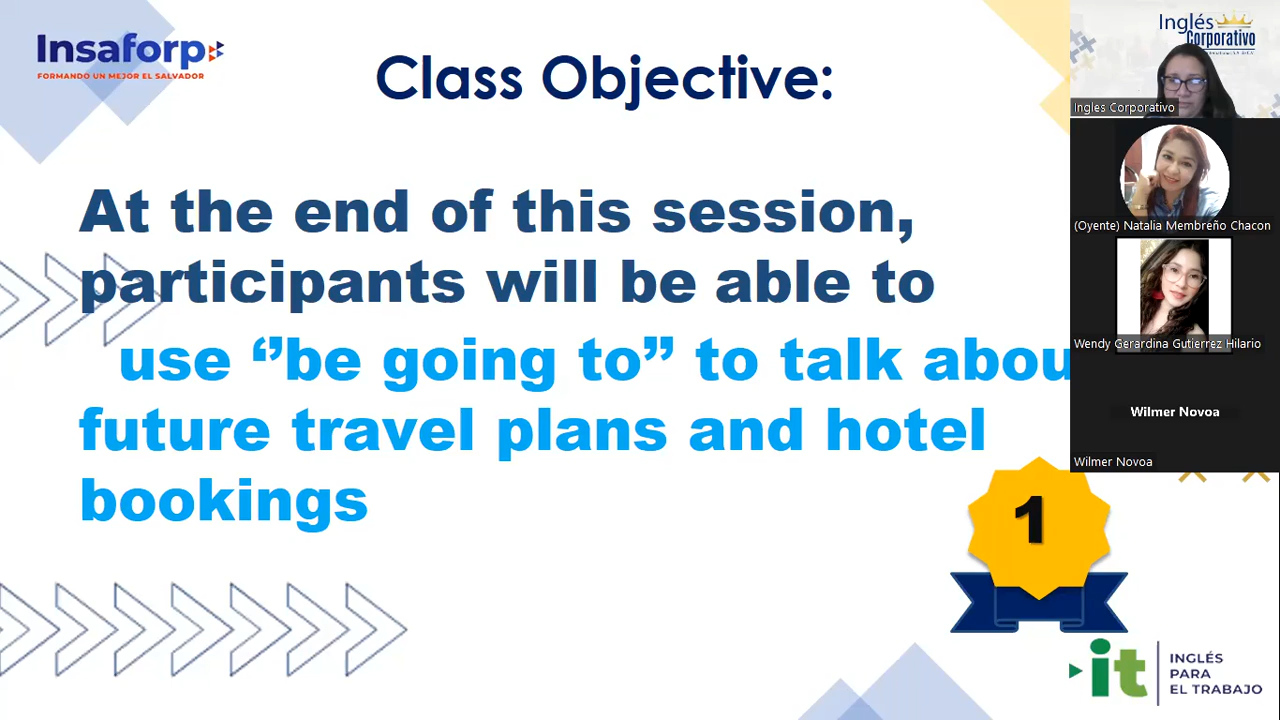 Insaforp
FORMANDO UN MEJOR EL SALVADOR
Class Objective:
At the end of this session,
participants will be able to
use ‘’be going to’’ to talk abou
future travel plans and hotel
bookings
1
Inglés
Corporativo
Ingles Corporativo
(Oyente) Natalia Membreño Chacon
Wendy Gerardina Gutierrez Hilario
Wilmer Novoa
Wilmer Novoa
it
INGLÉS
PARA
EL TRABAJO